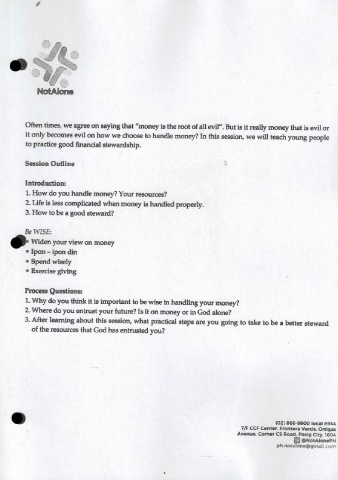 NotAlone
Often times, we agree on saying that "money is the root of all evil". But is it really money that is evil or
it only becomes evil on how we choose to handle money? In this session, we will teach young people
to practice good financial stewardship.
Session Outline
Introduction:
1. How do you handle money? Your resources?
2. Life is less complicated when money is handled properly.
3. How to be a good steward?
Be WISE:
• Widen your view on money
• Ipon – ipon din
• Spend wisely
• Exercise giving
Process Questions:
1. Why do you think it is important to be wise in handling your money?
2. Where do you entrust your future? Is it on money or in God alone?
3. After learning about this session, what practical steps are you going to take to be a better steward
of the resources that God has entrusted you?
(02) 866-9900 local
7/F CCF Center, Frontera Verde, Ortigas
Avenue, Corner C5 Road, Pasig City, 1604
@NotAlonePH
ph.notalone@gmail.com